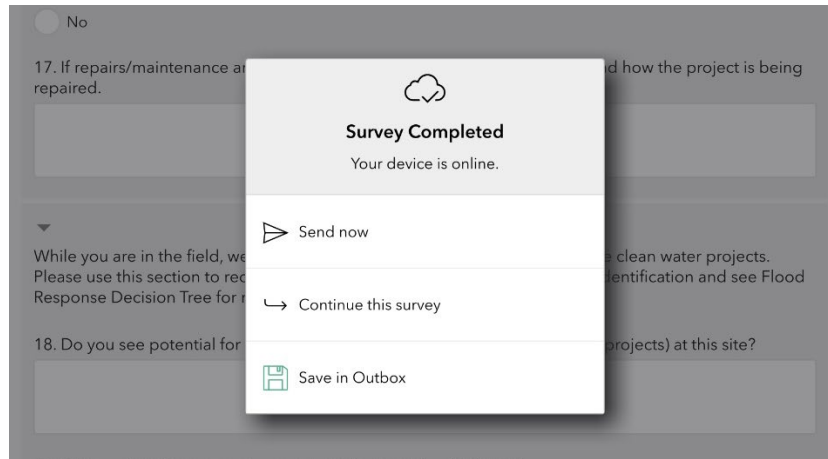 No
17. If repairs/maintenance a
d how the project is being
repaired.
Survey Completed
Your device is online.
Send now
Continue this survey
Save in Outbox
While you are in the field, we
clean water projects.
Please use this section to rec
dentification and see Flood
Response Decision Tree for
18. Do you see potential for
projects) at this site?